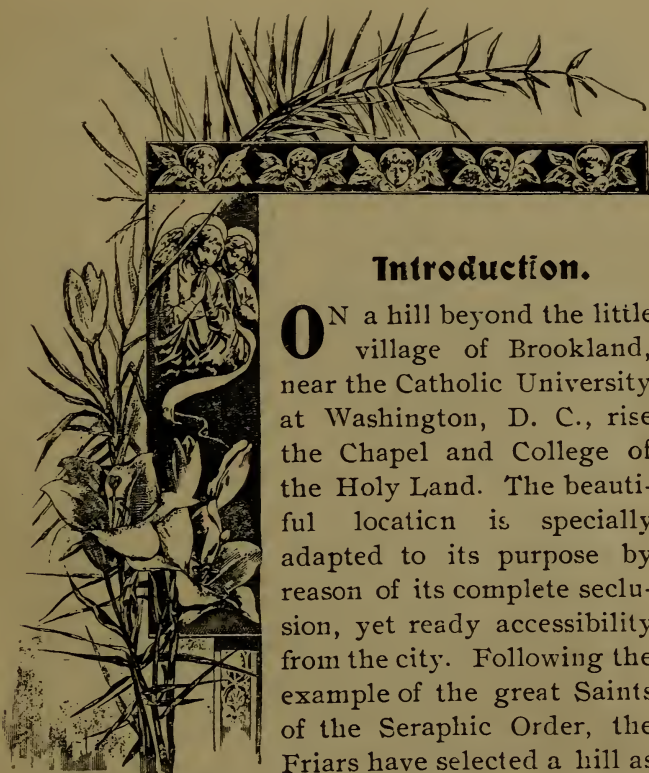 Introduction.
ON a hill beyond the little
village of Brookland,
near the Catholic University
at Washington, D. C., rise
the Chapel and College of
the Holy Land. The beauti-
ful location is specially
adapted to its purpose by
reason of its complete seclu-
sion, yet ready accessibility
from the city. Following the
example of the great Saints
of the Seraphic Order, the
Friars have selected a hill as